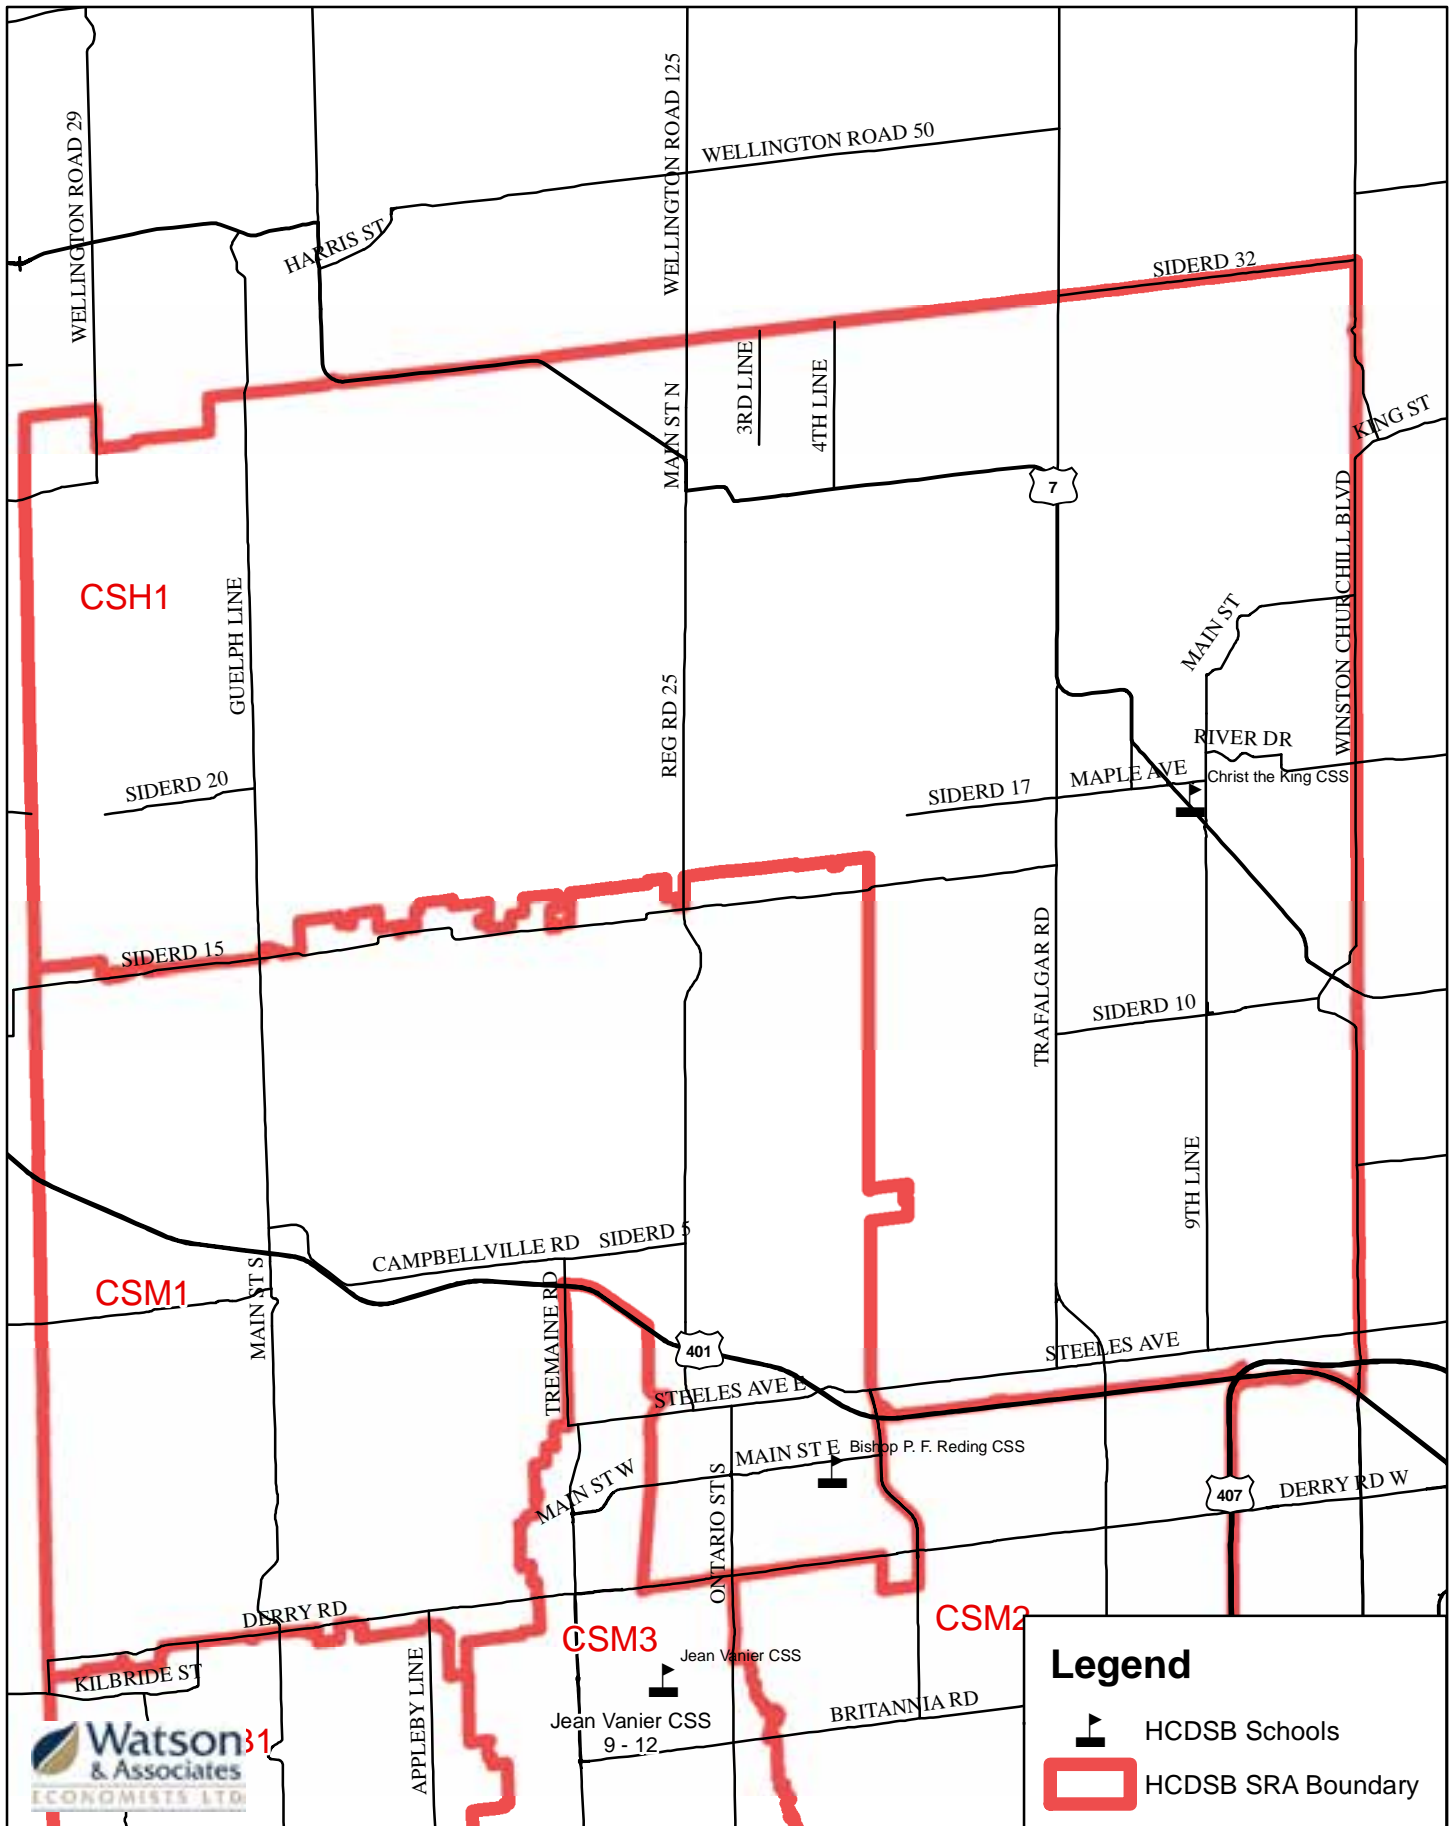 WELLINGTON ROAD 29
WELLINGTON ROAD 125
WELLINGTON ROAD 50
HARRIS ST
SIDERD 32
3RD LINE
4TH LINE
MAIN ST N
KING ST
7
CSH1
GUELPH LINE
WINSTON CHURCHILL BLVD
MAIN ST
REG RD 25
RIVER DR
SIDERD 20
SIDERD 17
MAPLE AVE
Christ the King CSS
SIDERD 15
TRAFALGAR RD
SIDERD 10
9TH LINE
CAMPBELLVILLE RD
SIDERD 5
CSM1
MAIN ST S
TREMAINE RD
401
STEELES AVE
STEELES AVE E
MAIN ST E
Bishop P. F. Reding CSS
MAIN ST W
ONTARIO ST S
407
DERRY RD W
DERRY RD
CSM3
CSM2
KILBRIDE ST
Jean Vanier CSS
APPLEBY LINE
BRITANNIA RD
Jean Vanier CSS
9 - 12
31
Watson
& Associates
ECONOMISTS LTD
Legend
HCDSB Schools
HCDSB SRA Boundary